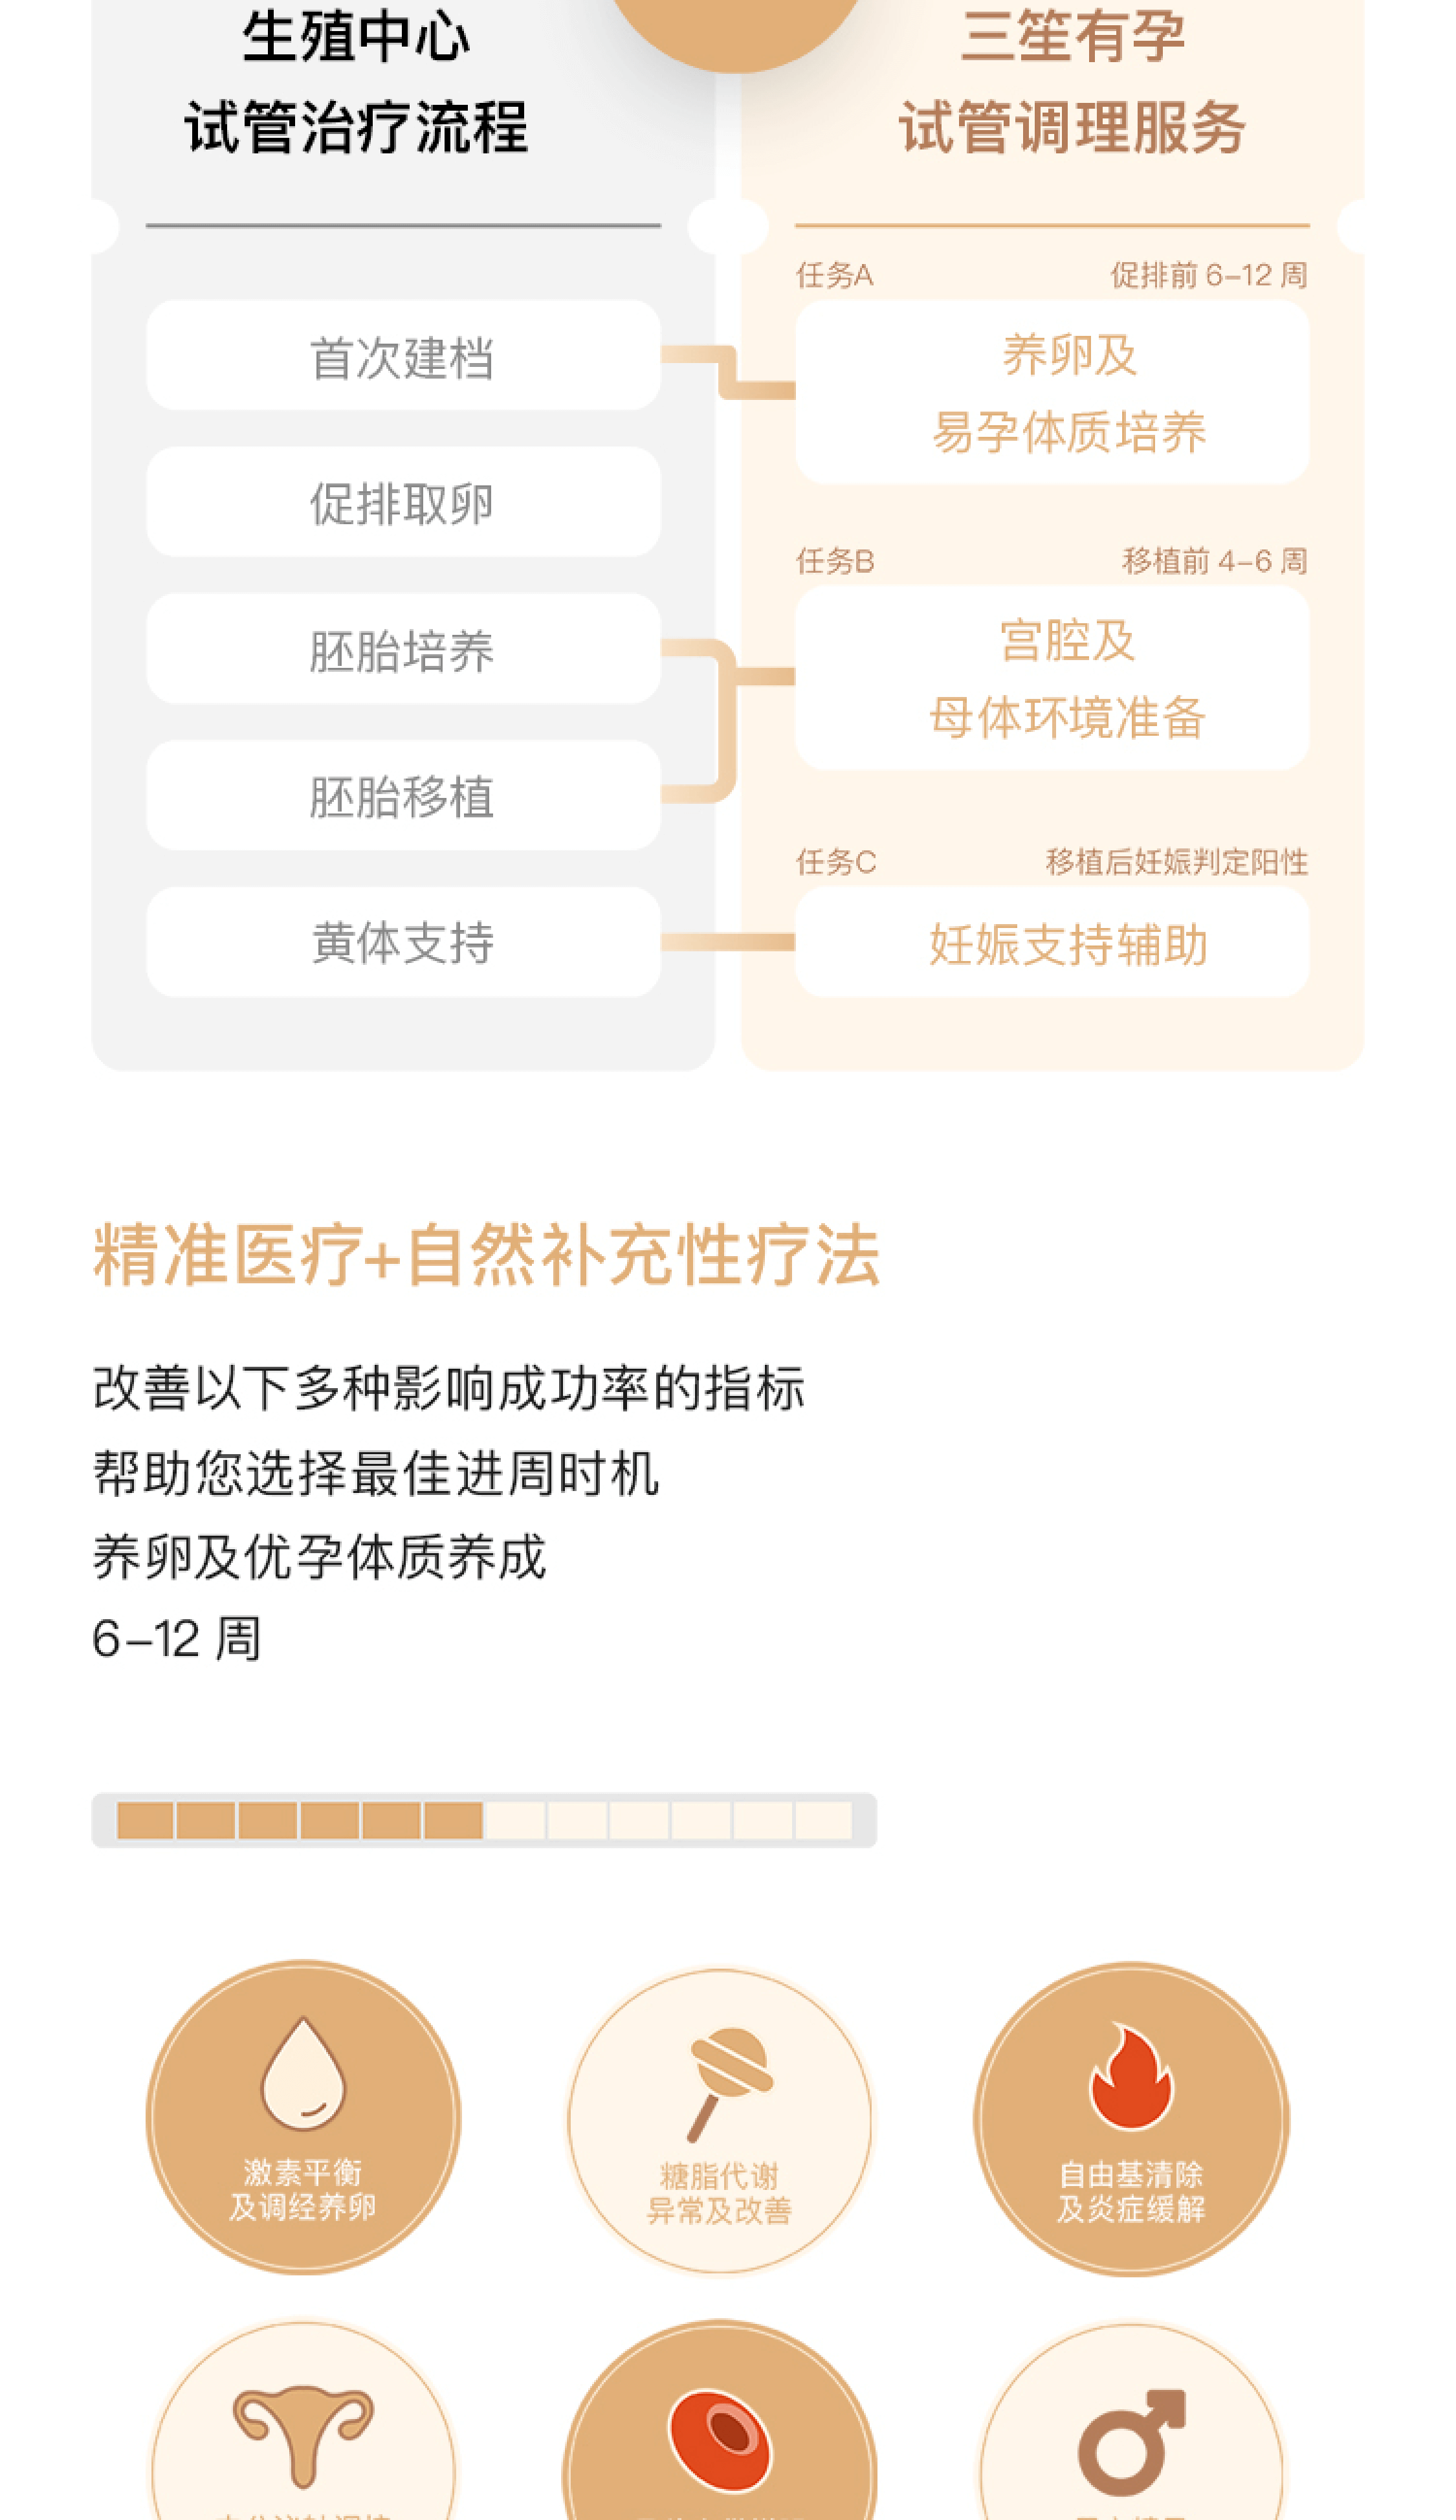 生殖中心
试管治疗流程
首次建档
促排取卵
胚胎培养
胚胎移植
黄体支持
三笙有孕
试管调理服务
任务A 促排前 6–12 周
养卵及
易孕体质培养
任务B 移植前 4–6 周
宫腔及
母体环境准备
任务C 移植后妊娠判定阳性
妊娠支持辅助
精准医疗+自然补充性疗法
改善以下多种影响成功率的指标
帮助您选择最佳进周时机
养卵及优孕体质养成
6–12 周
激素平衡
及调经养卵
糖脂代谢
异常及改善
自由基清除
及炎症缓解